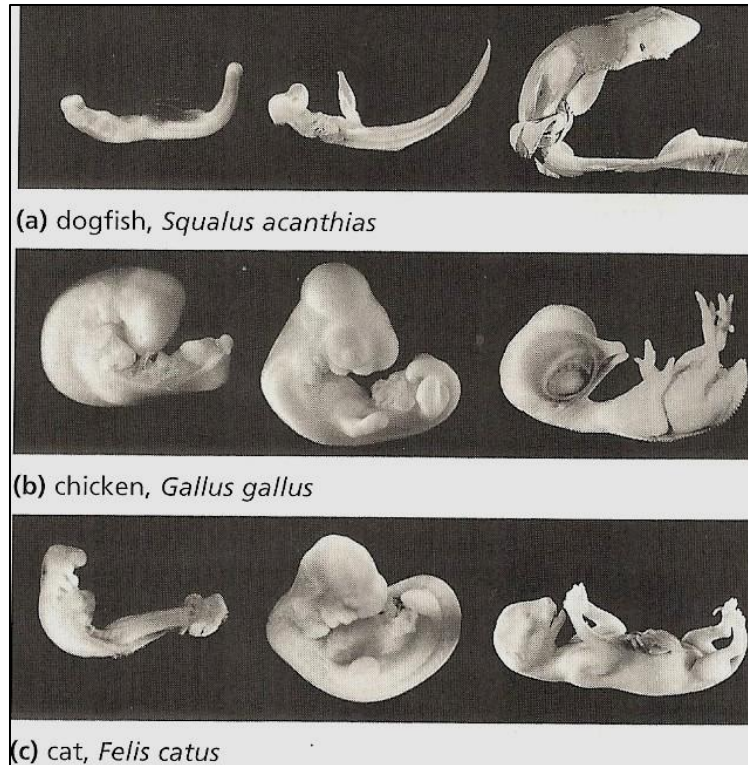 (a) dogfish, Squalus acanthias
(b) chicken, Gallus gallus
(c) cat, Felis catus